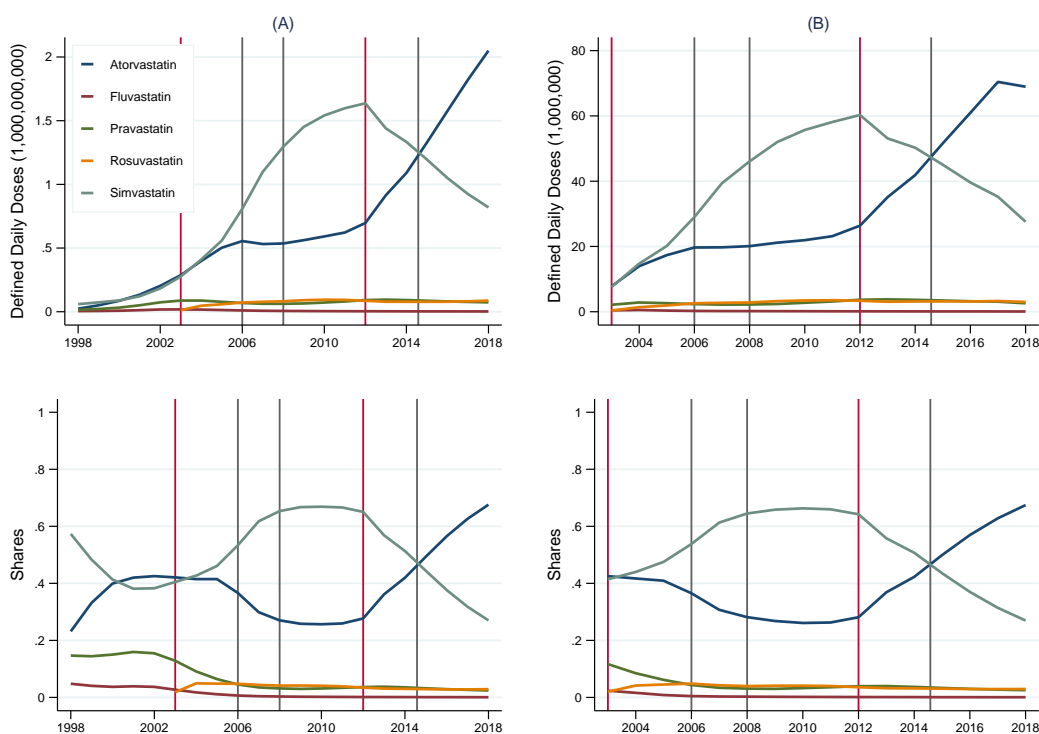 (A)
Defined Daily Doses (1,000,000,000)
2
1.5
1
.5
0
Atorvastatin
Fluvastatin
Pravastatin
Rosuvastatin
Simvastatin
1998 2002 2006 2010 2014 2018
(B)
Defined Daily Doses (1,000,000)
80
60
40
20
0
2004 2006 2008 2010 2012 2014 2016 2018
Shares
1
.8
.6
.4
.2
0
1998 2002 2006 2010 2014 2018
Shares
1
.8
.6
.4
.2
0
2004 2006 2008 2010 2012 2014 2016 2018